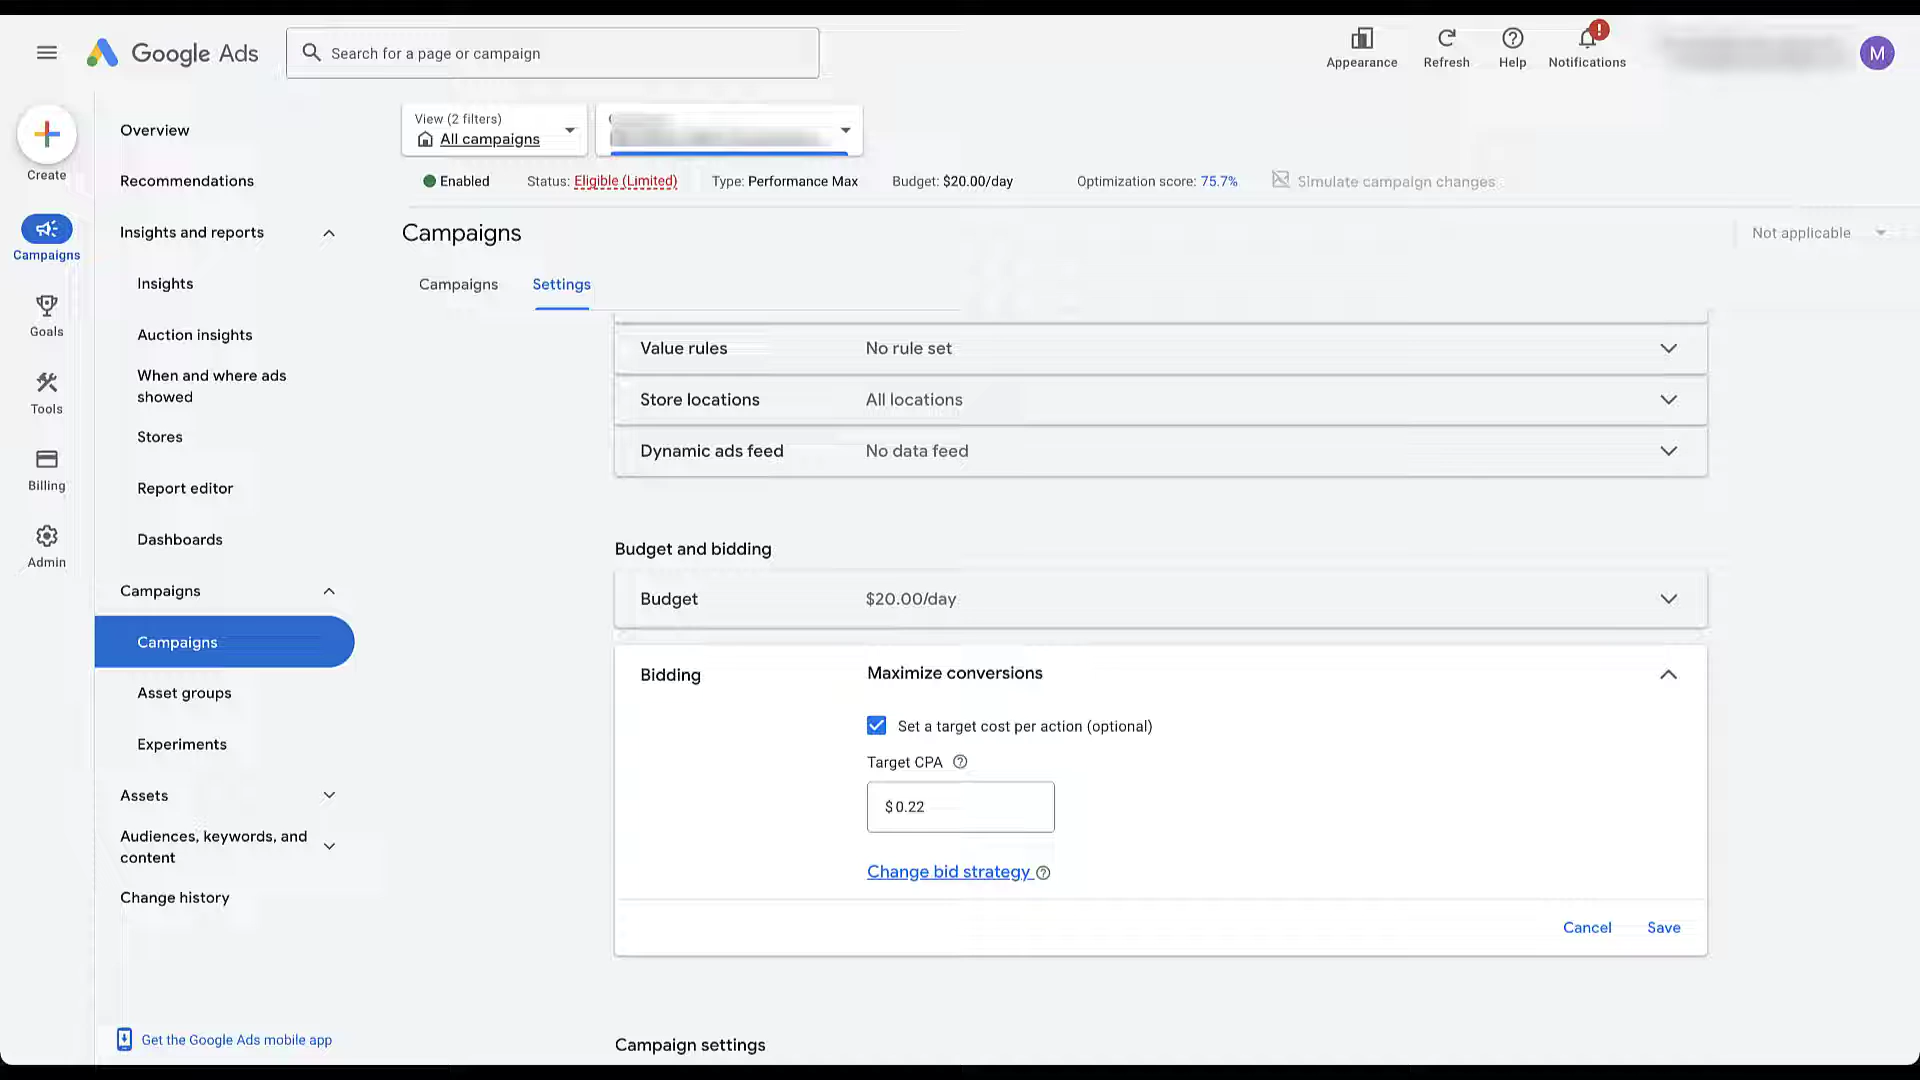 Google Ads
Search for a page or campaign
Appearance
Refresh
Help
!
Notifications
M
Create
Campaigns
Goals
Tools
Billing
Admin
Overview
Recommendations
Insights and reports
Insights
Auction insights
When and where ads
showed
Stores
Report editor
Dashboards
Campaigns
Campaigns
Asset groups
Experiments
Assets
Audiences, keywords, and
content
Change history
Get the Google Ads mobile app
View (2 filters)
All campaigns
Enabled
Status: Eligible (Limited)
Type: Performance Max
Budget: $20.00/day
Optimization score: 75.7%
Simulate campaign changes
Campaigns
Not applicable
Campaigns
Settings
Value rules No rule set
Store locations All locations
Dynamic ads feed No data feed
Budget and bidding
Budget $20.00/day
Bidding Maximize conversions
Set a target cost per action (optional)
Target CPA
$0.22
Change bid strategy
Cancel Save
Campaign settings